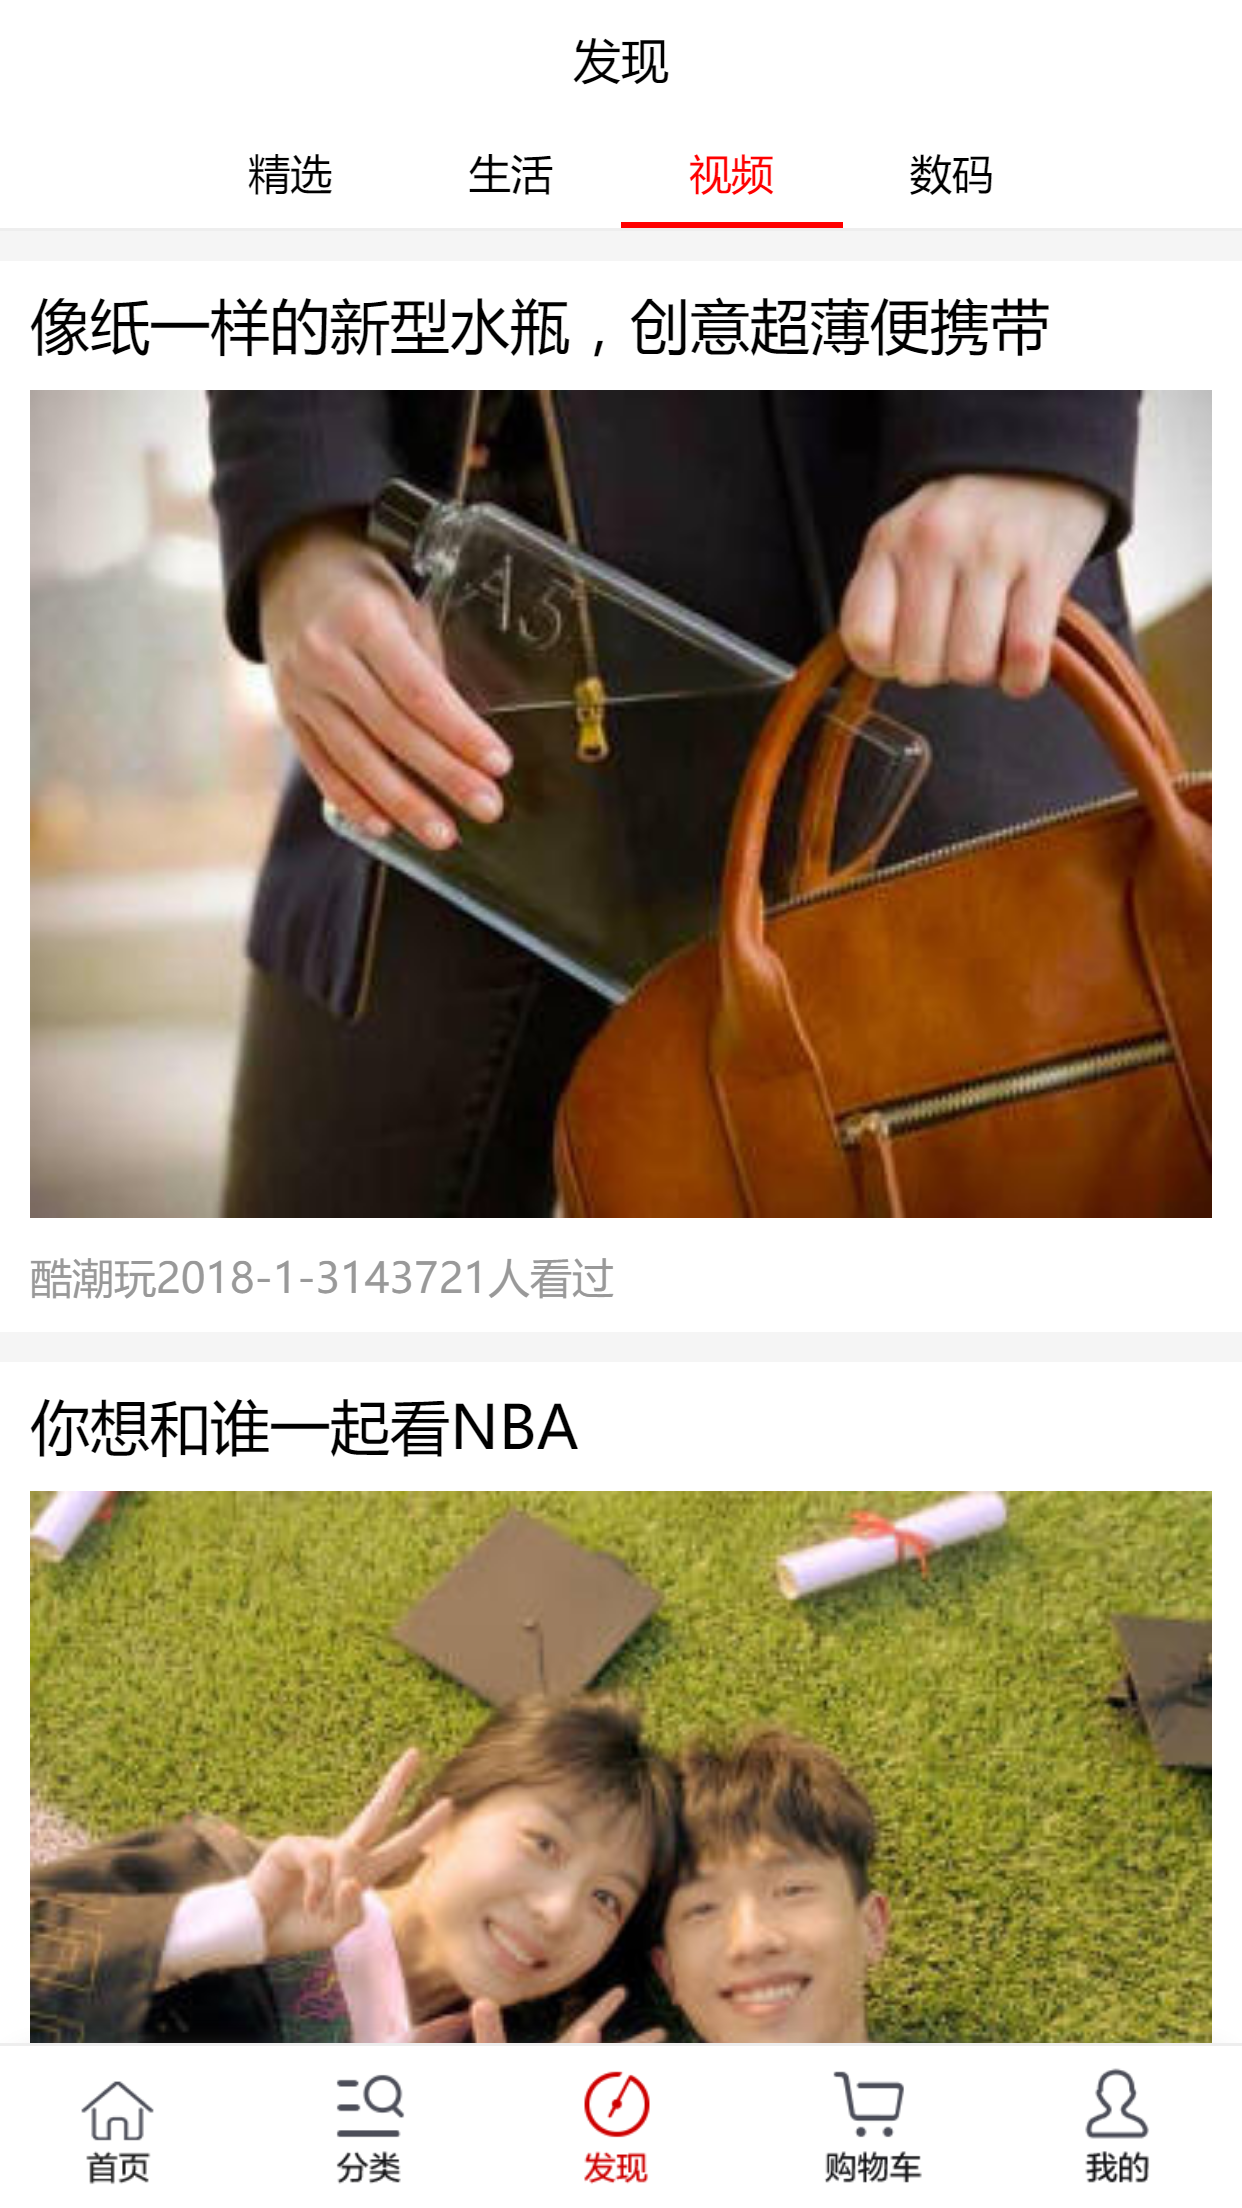 发现
精选 生活 视频 数码
像纸一样的新型水瓶，创意超薄便携带
A5
酷潮玩2018-1-3143721人看过
你想和谁一起看NBA
首页 分类 发现 购物车 我的